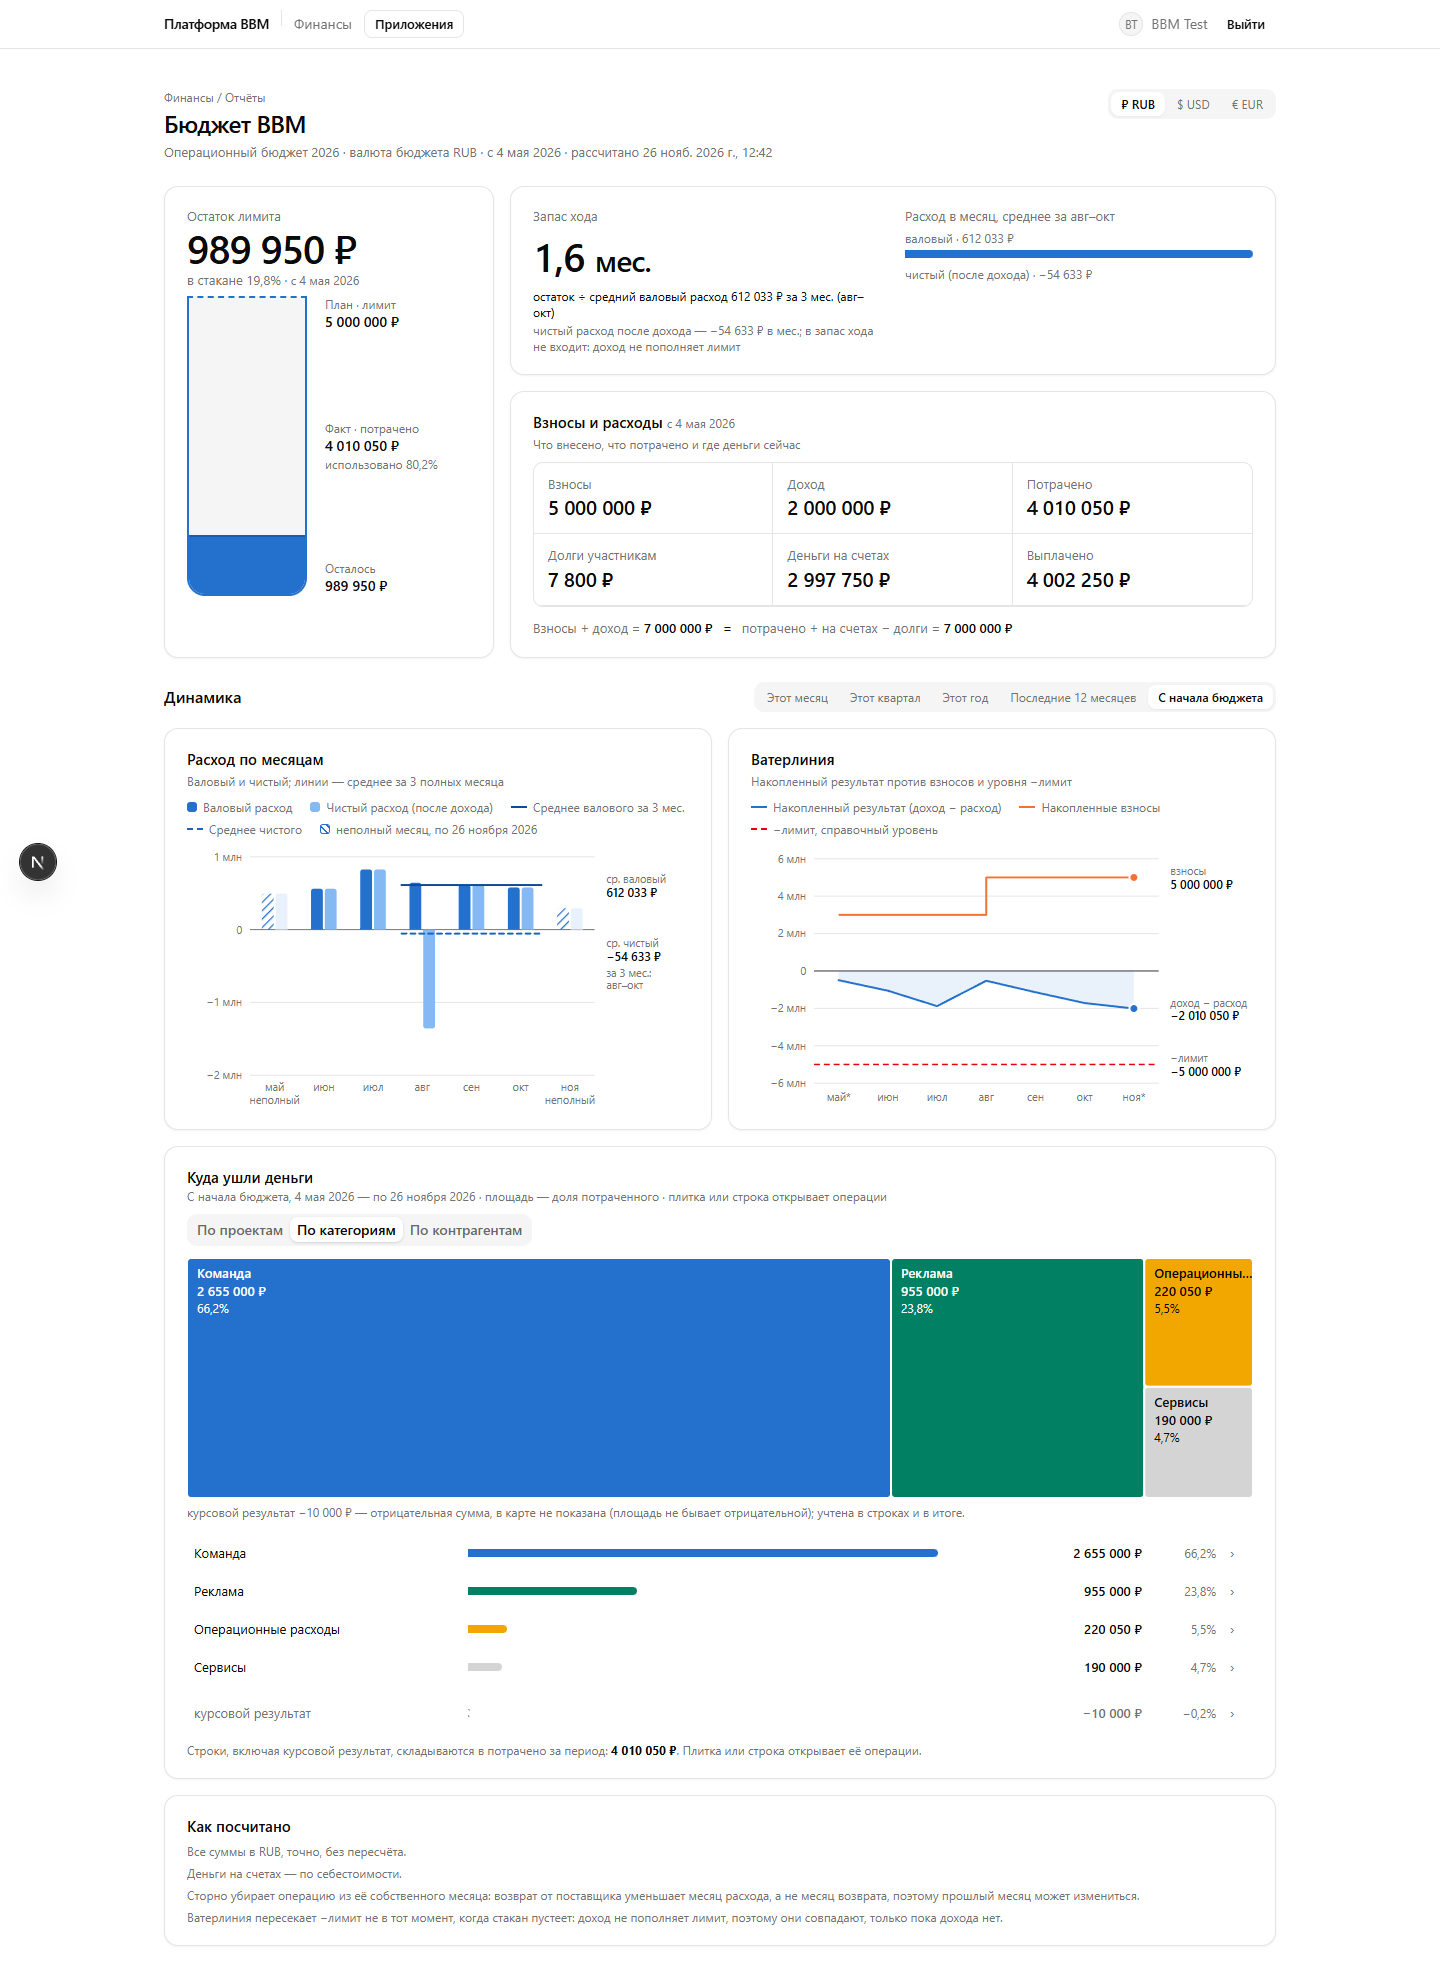 Платформа BBM
Финансы
Приложения
BT
BBM Test
Выйти
Финансы / Отчёты
Бюджет BBM
Операционный бюджет 2026 · валюта бюджета RUB · с 4 мая 2026 · рассчитано 26 нояб. 2026 г., 12:42
₽ RUB
$ USD
€ EUR
Остаток лимита
989 950 ₽
в стакане 19,8% · с 4 мая 2026
План · лимит
5 000 000 ₽
Факт · потрачено
4 010 050 ₽
использовано 80,2%
Осталось
989 950 ₽
Запас хода
1,6 мес.
остаток ÷ средний валовый расход 612 033 ₽ за 3 мес. (авг–
окт)
чистый расход после дохода — −54 633 ₽ в мес.; в запас хода
не входит: доход не пополняет лимит
Расход в месяц, среднее за авг–окт
валовый · 612 033 ₽
чистый (после дохода) · −54 633 ₽
Взносы и расходы с 4 мая 2026
Что внесено, что потрачено и где деньги сейчас
Взносы
5 000 000 ₽
Доход
2 000 000 ₽
Потрачено
4 010 050 ₽
Долги участникам
7 800 ₽
Деньги на счетах
2 997 750 ₽
Выплачено
4 002 250 ₽
Взносы + доход = 7 000 000 ₽ = потрачено + на счетах − долги = 7 000 000 ₽
Динамика
Этот месяц
Этот квартал
Этот год
Последние 12 месяцев
С начала бюджета
Расход по месяцам
Валовый и чистый; линии — среднее за 3 полных месяца
Валовый расход
Чистый расход (после дохода)
Среднее валового за 3 мес.
Среднее чистого
неполный месяц, по 26 ноября 2026
1 млн
0
−1 млн
−2 млн
ср. валовый
612 033 ₽
ср. чистый
−54 633 ₽
за 3 мес.:
авг–окт
май
неполный
июн
июл
авг
сен
окт
ноя
неполный
Ватерлиния
Накопленный результат против взносов и уровня −лимит
Накопленный результат (доход − расход)
Накопленные взносы
−лимит, справочный уровень
6 млн
4 млн
2 млн
0
−2 млн
−4 млн
−6 млн
взносы
5 000 000 ₽
доход − расход
−2 010 050 ₽
−лимит
−5 000 000 ₽
май*
июн
июл
авг
сен
окт
ноя*
Куда ушли деньги
С начала бюджета, 4 мая 2026 — по 26 ноября 2026 · площадь — доля потраченного · плитка или строка открывает операции
По проектам
По категориям
По контрагентам
Команда
2 655 000 ₽
66,2%
Реклама
955 000 ₽
23,8%
Операционны...
220 050 ₽
5,5%
Сервисы
190 000 ₽
4,7%
курсовой результат −10 000 ₽ — отрицательная сумма, в карте не показана (площадь не бывает отрицательной); учтена в строках и в итоге.
Команда 2 655 000 ₽ 66,2% ›
Реклама 955 000 ₽ 23,8% ›
Операционные расходы 220 050 ₽ 5,5% ›
Сервисы 190 000 ₽ 4,7% ›
курсовой результат −10 000 ₽ −0,2% ›
Строки, включая курсовой результат, складываются в потрачено за период: 4 010 050 ₽. Плитка или строка открывает её операции.
Как посчитано
Все суммы в RUB, точно, без пересчёта.
Деньги на счетах — по себестоимости.
Сторно убирает операцию из её собственного месяца: возврат от поставщика уменьшает месяц расхода, а не месяц возврата, поэтому прошлый месяц может измениться.
Ватерлиния пересекает −лимит не в тот момент, когда стакан пустеет: доход не пополняет лимит, поэтому они совпадают, только пока дохода нет.